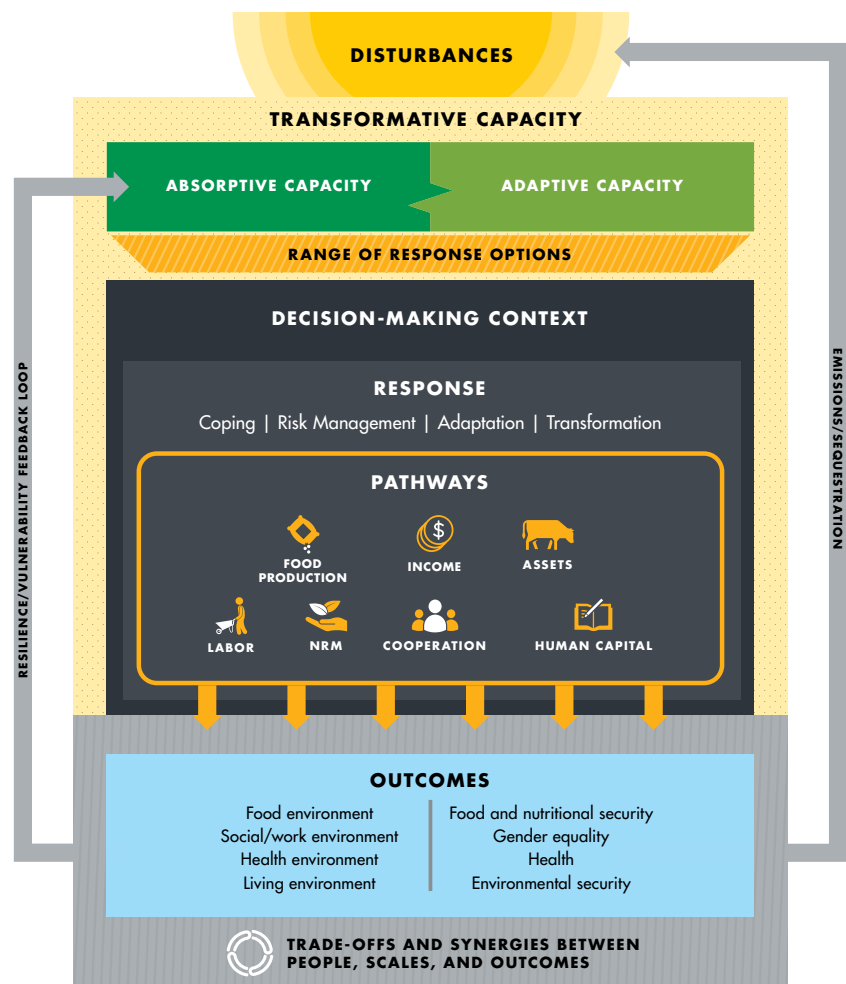 DISTURBANCES
TRANSFORMATIVE CAPACITY
ABSORPTIVE CAPACITY
ADAPTIVE CAPACITY
RANGE OF RESPONSE OPTIONS
DECISION-MAKING CONTEXT
RESPONSE
Coping | Risk Management | Adaptation | Transformation
PATHWAYS
$
FOOD
PRODUCTION
INCOME
ASSETS
LABOR
NRM
COOPERATION
HUMAN CAPITAL
RESILIENCE/VULNERABILITY FEEDBACK LOOP
EMISSIONS/SEQUESTRATION
OUTCOMES
Food environment
Social/work environment
Health environment
Living environment
Food and nutritional security
Gender equality
Health
Environmental security
TRADE-OFFS AND SYNERGIES BETWEEN
PEOPLE, SCALES, AND OUTCOMES